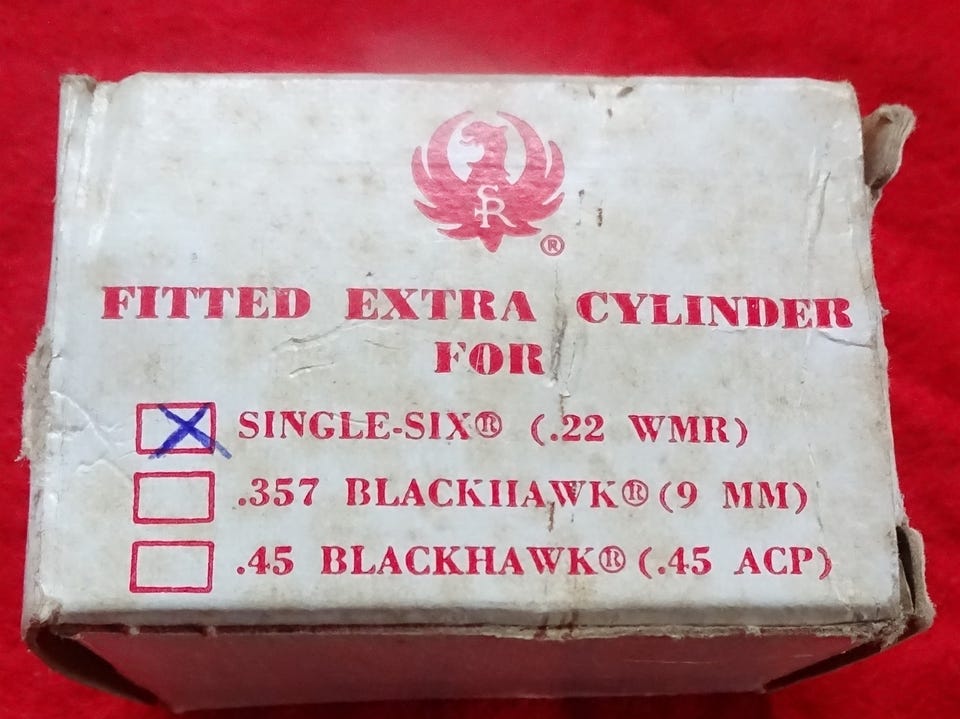 SR
®
FITTED EXTRA CYLINDER
FOR
SINGLE-SIX® (.22 WMR)
.357 BLACKHAWK® (9 MM)
.45 BLACKHAWK® (.45 ACP)